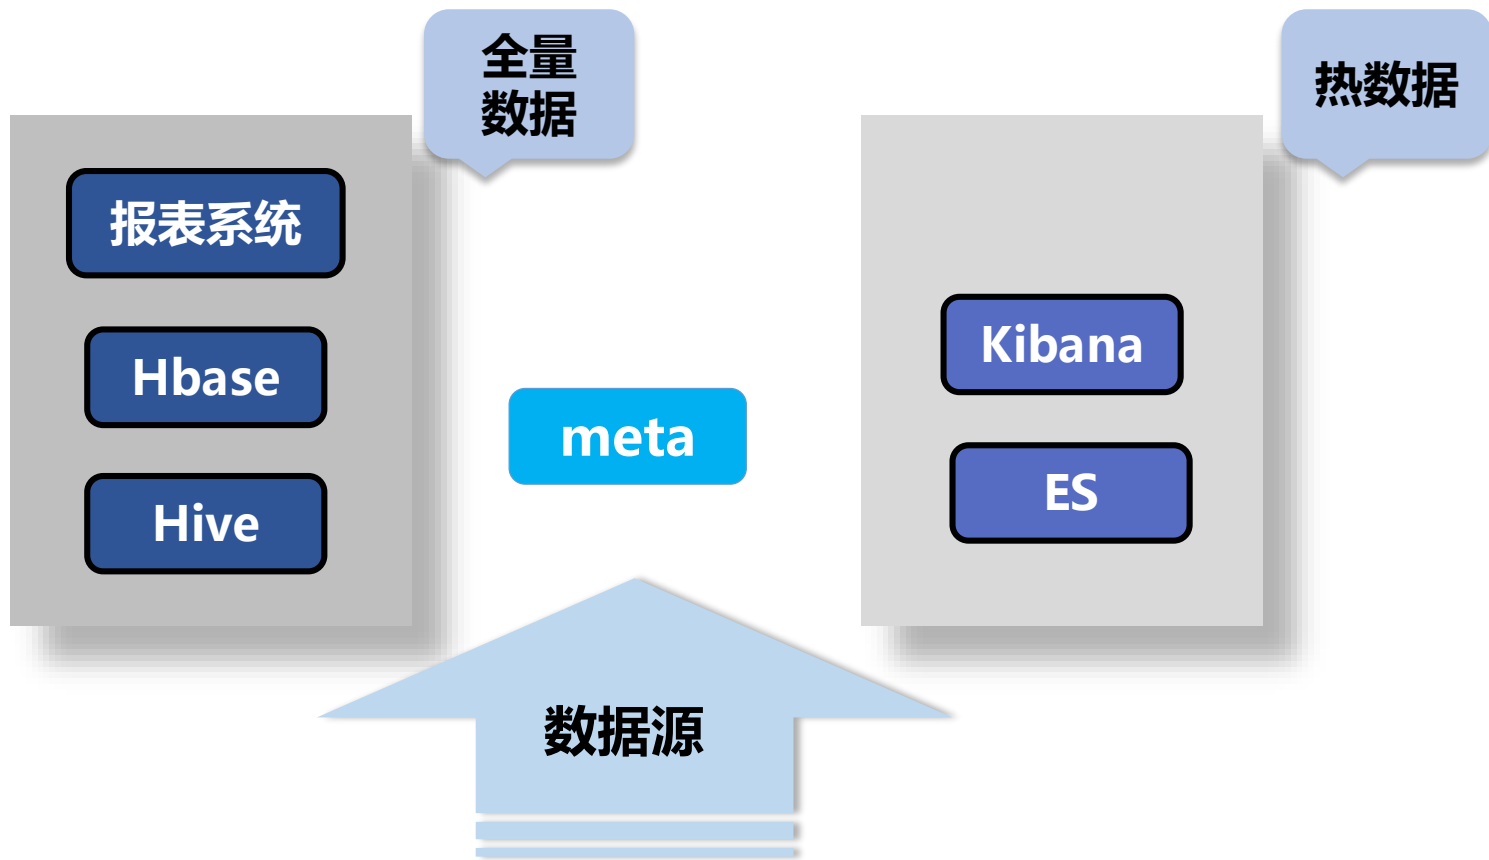 全量
数据
热数据
报表系统
Hbase
Hive
meta
Kibana
ES
数据源